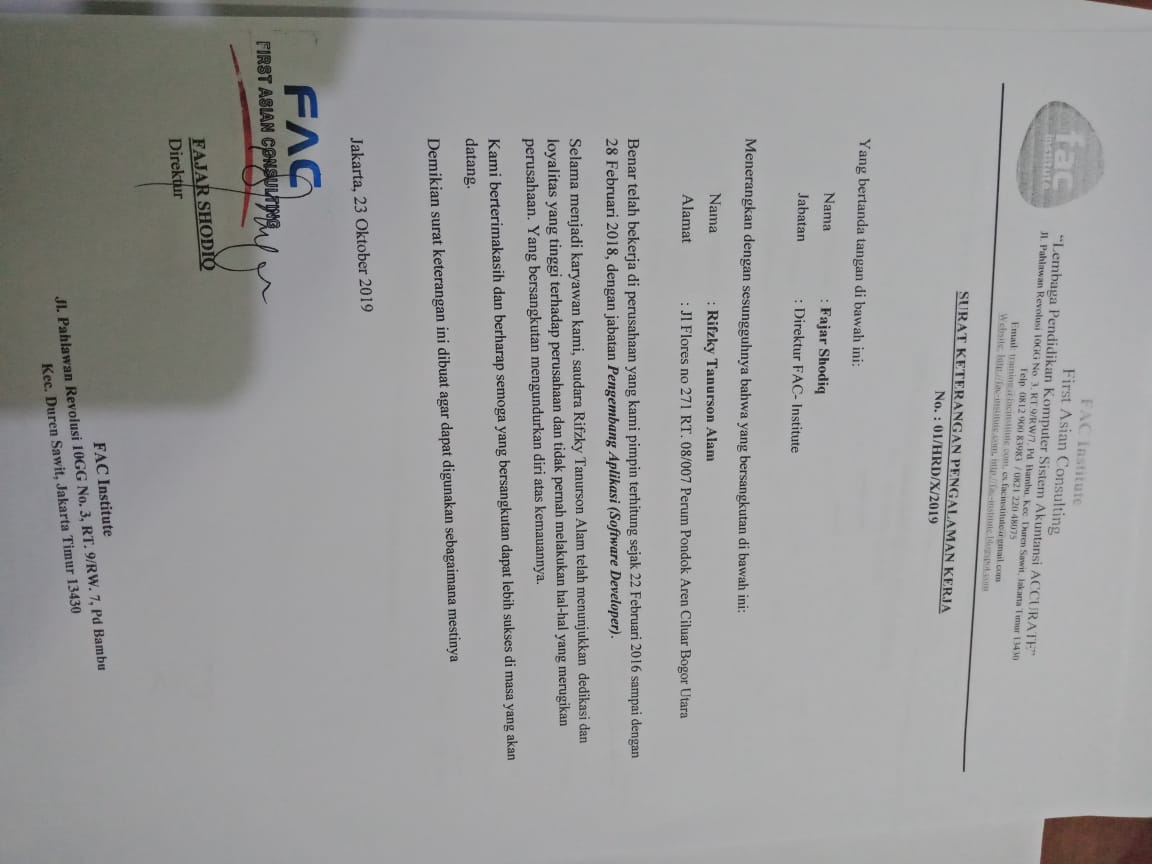 fac
INSTITUTE
FAC Institute
First Asian Consulting
"Lembaga Pendidikan Komputer Sistem Akuntansi ACCURATE"
Jl. Pahlawan Revolusi 10GG No 3, RT 9/RW/7, Pd Bambu, Kec. Duren Sawit, Jakarta Timur 13430
Telp. 0812 900 83983 / 0821 220 48075
Email: cs.facinstitute@gmail.com
Website: http://fac-institute.com, http://fac-institute.blogspot.com
SURAT KETERANGAN PENGALAMAN KERJA
No. : 01/HRD/X/2019
Yang bertanda tangan di bawah ini:
Nama : Fajar Shodiq
Jabatan : Direktur FAC- Institute
Menerangkan dengan sesungguhnya bahwa yang bersangkutan di bawah ini:
Nama : Rifzky Tanurson Alam
Alamat : Jl Flores no 271 RT. 08/007 Perum Pondok Aren Ciluar Bogor Utara
Benar telah bekerja di perusahaan yang kami pimpin terhitung sejak 22 Februari 2016 sampai dengan
28 Februari 2018, dengan jabatan Pengembang Aplikasi (Software Developer).
Selama menjadi karyawan kami, saudara Rifzky Tanurson Alam telah menunjukkan dedikasi dan
loyalitas yang tinggi terhadap perusahaan dan tidak pernah melakukan hal-hal yang merugikan
perusahaan. Yang bersangkutan mengundurkan diri atas kemauannya.
Kami berterimakasih dan berharap semoga yang bersangkutan dapat lebih sukses di masa yang akan
datang.
Demikian surat keterangan ini dibuat agar dapat digunakan sebagaimana mestinya
Jakarta, 23 Oktober 2019
FAC
FIRST ASIAN CONSULTING
FAJAR SHODIQ
Direktur
FAC Institute
Jl. Pahlawan Revolusi 10GG No. 3, RT. 9/RW. 7, Pd Bambu
Kec. Duren Sawit, Jakarta Timur 13430